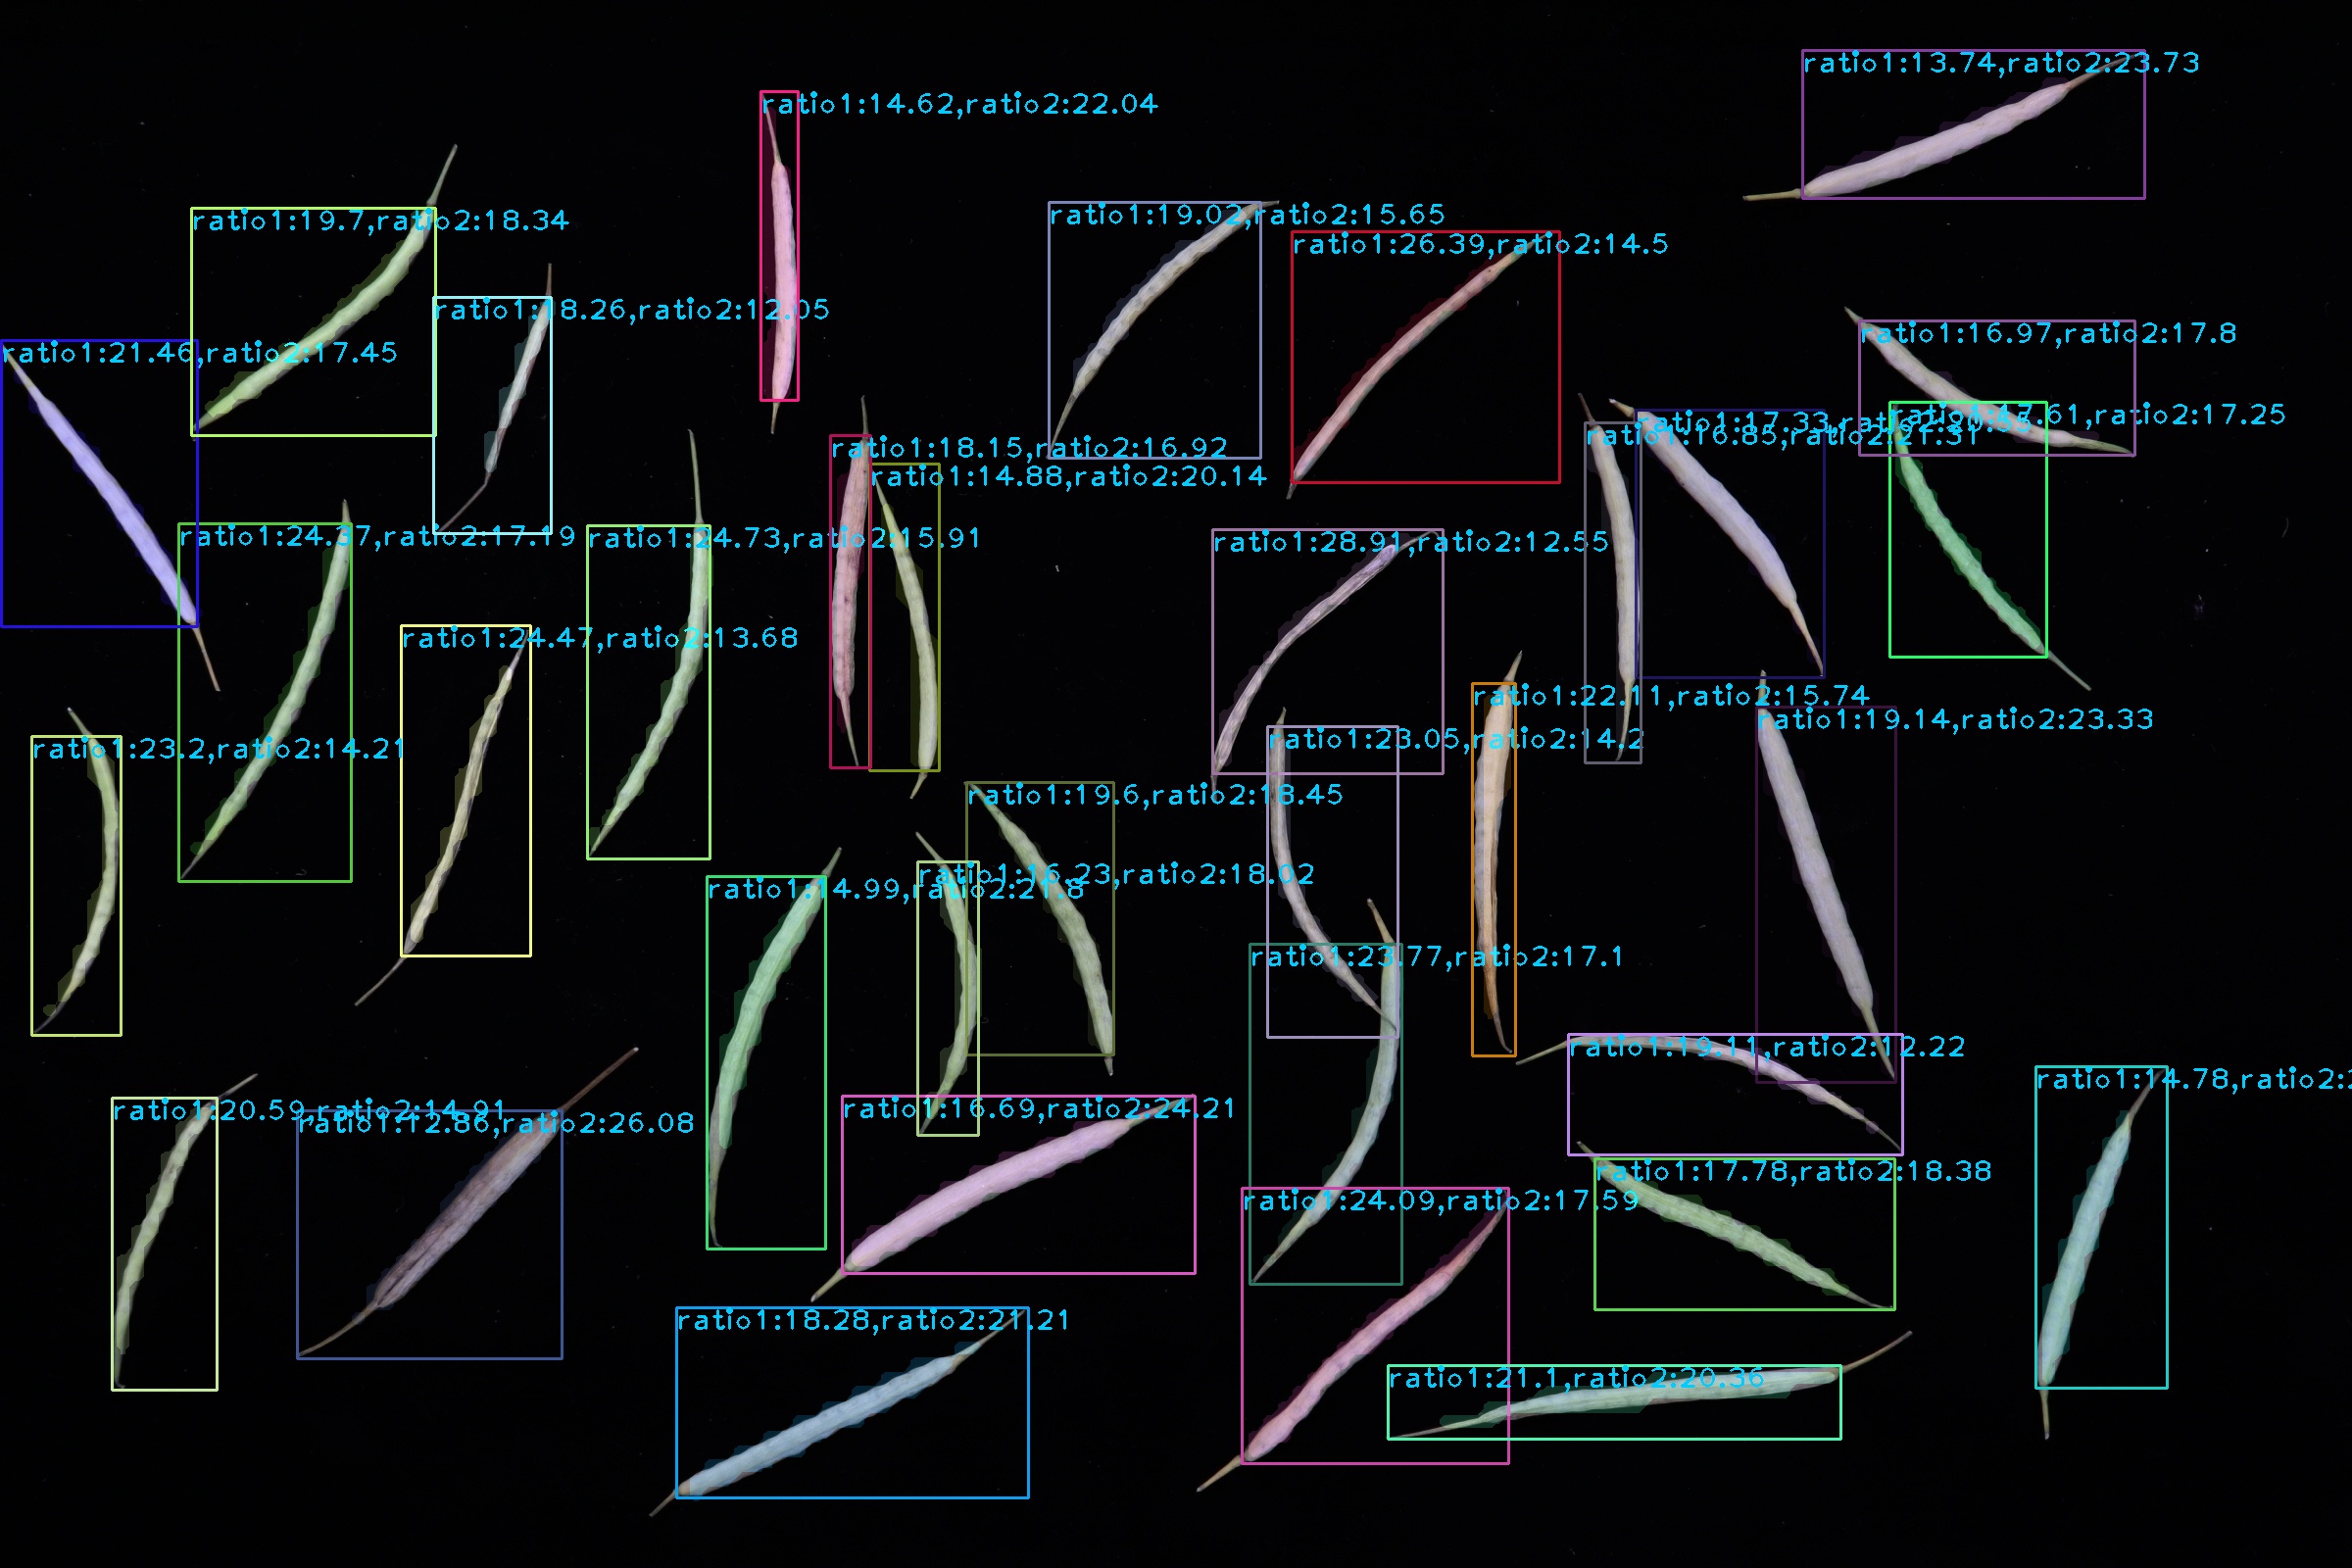 ratio1:13.74,ratio2:23.73
ratio1:14.62,ratio2:22.04
ratio1:19.7,ratio2:18.34
ratio1:19.02,ratio2:15.65
ratio1:26.39,ratio2:14.5
ratio1:18.26,ratio2:12.05
ratio1:16.97,ratio2:17.8
ratio1:21.46,ratio2:17.45
ratio2:17.25
ratio1:17.33,
ratio1:16.85,ratio2:21.31
ratio1:18.15,ratio2:16.92
ratio1:14.88,ratio2:20.14
ratio1:24.37,ratio2:17.19
ratio1:24.73,ratio2:15.91
ratio1:28.91,ratio2:12.55
ratio1:24.47,ratio2:13.68
ratio1:22.11,ratio2:15.74
ratio1:19.14,ratio2:23.33
ratio1:23.2,ratio2:14.21
ratio1:23.05,ratio2:14.2
ratio1:19.6,ratio2:18.45
ratio1:16.23,ratio2:18.02
ratio1:14.99,ratio2:21.8
ratio1:23.77,ratio2:17.1
ratio1:19.11,ratio2:12.22
ratio1:14.78,
ratio1:20.59,ratio2:14.91
ratio1:12.86,ratio2:26.08
ratio1:16.69,ratio2:24.21
ratio1:17.78,ratio2:18.38
ratio1:24.09,ratio2:17.59
ratio1:18.28,ratio2:21.21
ratio1:21.1,ratio2:20.36